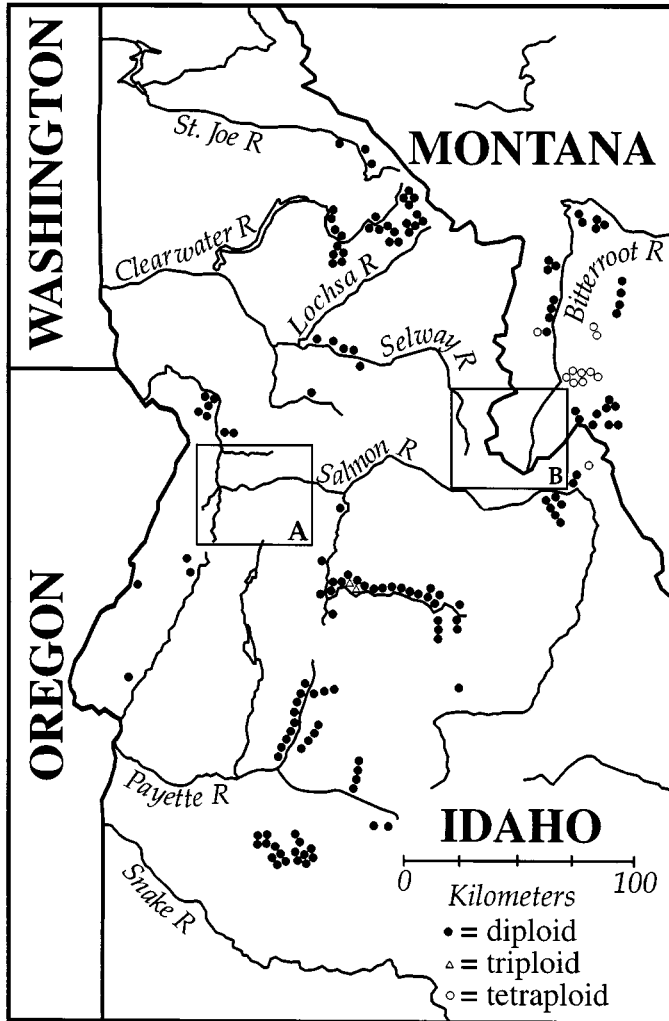 WASHINGTON
MONTANA
St. Joe R
Clearwater R
Lochsa R
Bitterroot R
Selway R
Salmon R
A
B
OREGON
Payette R
IDAHO
Snake R
0 100
Kilometers
● = diploid
△ = triploid
○ = tetraploid